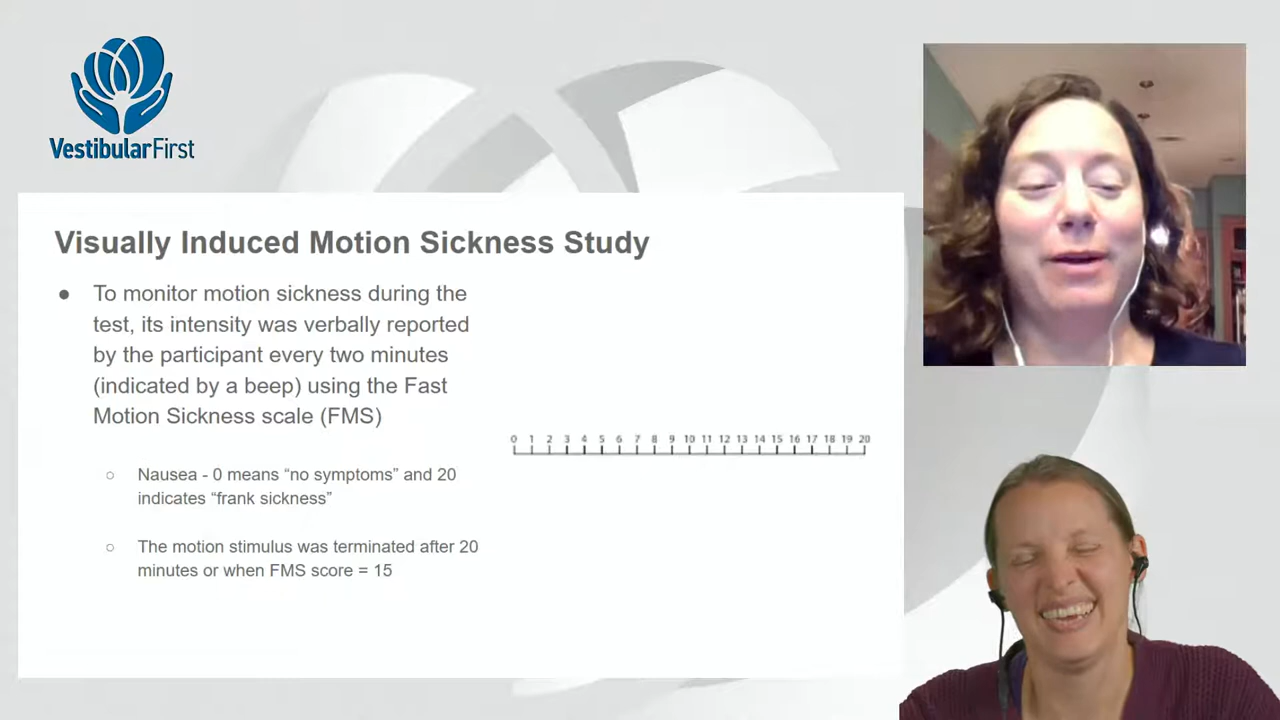 VestibularFirst
Visually Induced Motion Sickness Study
● To monitor motion sickness during the
test, its intensity was verbally reported
by the participant every two minutes
(indicated by a beep) using the Fast
Motion Sickness scale (FMS)
0 1 2 3 4 5 6 7 8 9 10 11 12 13 14 15 16 17 18 19 20
○ Nausea - 0 means “no symptoms” and 20
indicates “frank sickness”
○ The motion stimulus was terminated after 20
minutes or when FMS score = 15